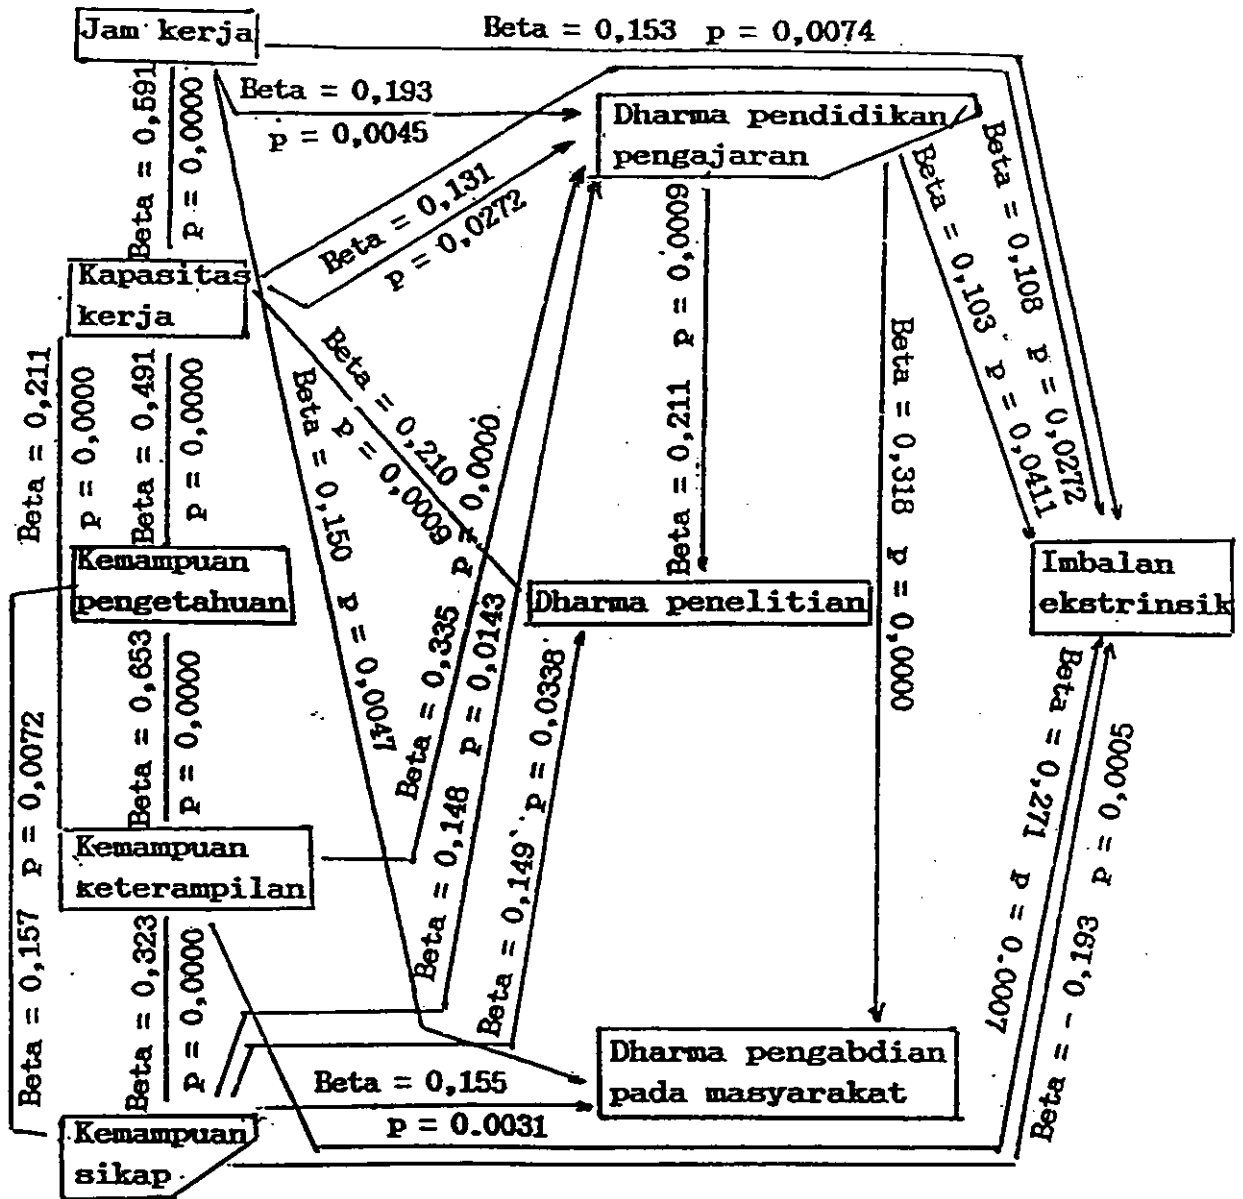 Jam kerja
Beta = 0,153 p = 0,0074
Beta = 0,591
p = 0,0000
Beta = 0,193
p = 0,0045
Dharma pendidikan
pengajaran
Beta = 0,131
p = 0,0272
Beta = 0,108 p = 0,0272
Beta = 0,103 p = 0,0411
Kapasitas
kerja
Beta = 0,211 p = 0,0009
Beta = 0,318 p = 0,0000
Beta = 0,211
p = 0,0000
Beta = 0,491
p = 0,0000
Beta = 0,210
p = 0,0009
Beta = 0,150 p = 0,0047
Beta = 0,335 p = 0,0000
Beta = 0,148 p = 0,0143
Beta = 0,149 p = 0,0338
Kemampuan
pengetahuan
Dharma penelitian
Imbalan
ekstrinsik
Beta = 0,653
p = 0,0000
Beta = 0,157 p = 0,0072
Kemampuan
keterampilan
Beta = 0,271 p = 0.0007
Beta = - 0,193 p = 0,0005
Beta = 0,323
p = 0,0000
Dharma pengabdian
pada masyarakat
Beta = 0,155
p = 0.0031
Kemampuan
sikap